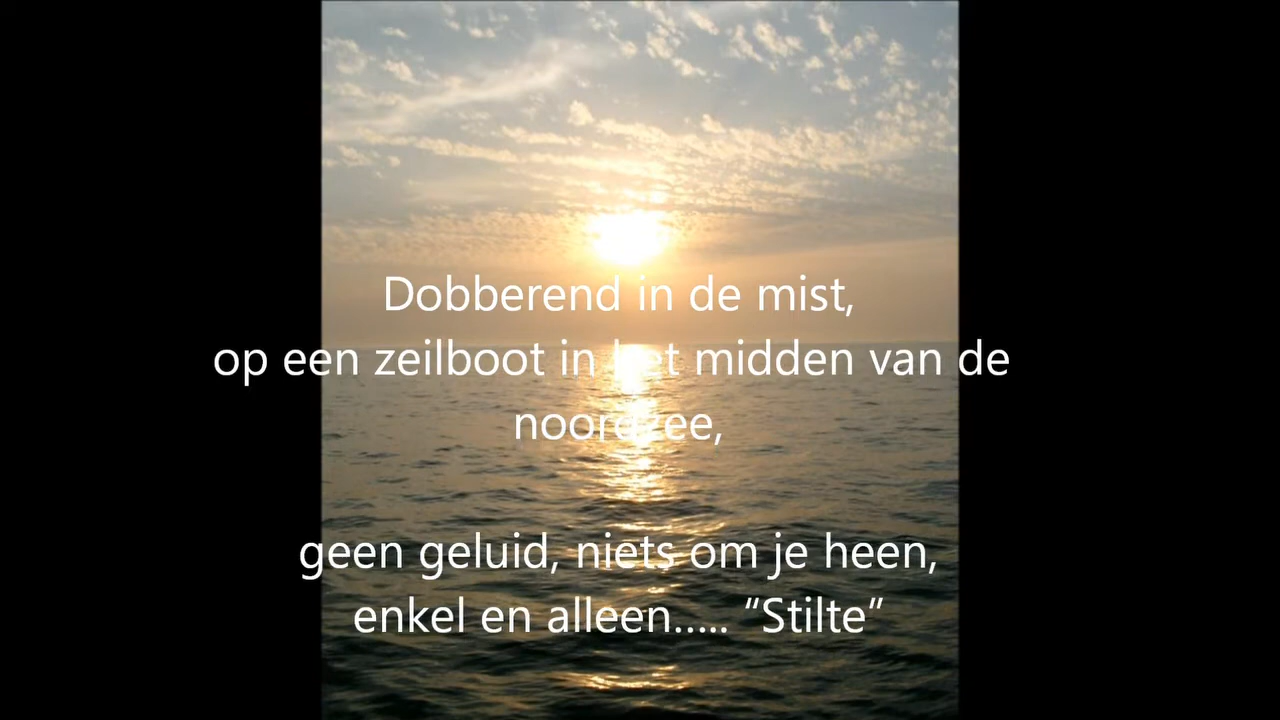 Dobberend in de mist,
op een zeilboot in het midden van de
noordzee,
geen geluid, niets om je heen,
enkel en alleen..... “Stilte”